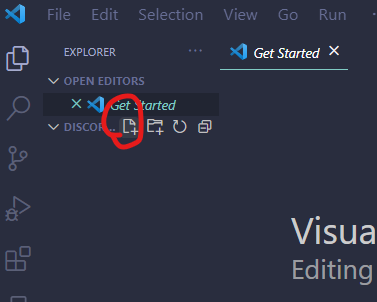 File Edit Selection View Go Run
EXPLORER ...
Get Started
OPEN EDITORS
Get Started
DISCOR...
Visua
Editing